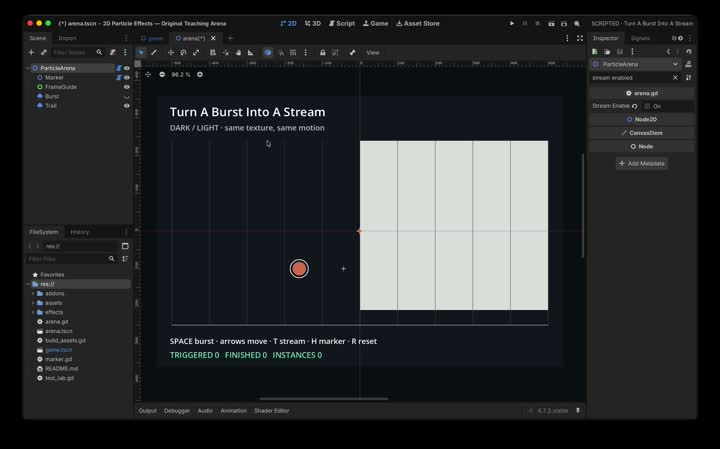 (*) arena.tscn - 2D Particle Effects — Original Teaching Arena
2D 3D Script Game Asset Store
SCRIPTED · Turn A Burst Into A Stream
Scene Import
game arena(*)
Inspector Signals
Filter Nodes
View
ParticleArena
Marker
FrameGuide
Burst
Trail
96.2 %
ParticleArena
stream enabled
arena.gd
Stream Enable On
Node2D
CanvasItem
Node
Add Metadata
Turn A Burst Into A Stream
DARK / LIGHT · same texture, same motion
SPACE burst · arrows move · T stream · H marker · R reset
TRIGGERED 0 FINISHED 0 INSTANCES 0
FileSystem History
res://
Filter Files
Favorites
res://
addons
assets
effects
arena.gd
arena.tscn
build_assets.gd
game.tscn
marker.gd
README.md
test_lab.gd
Output Debugger Audio Animation Shader Editor
4.7.2.stable